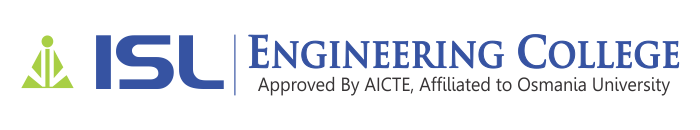 ISL
ENGINEERING COLLEGE
Approved By AICTE, Affiliated to Osmania University